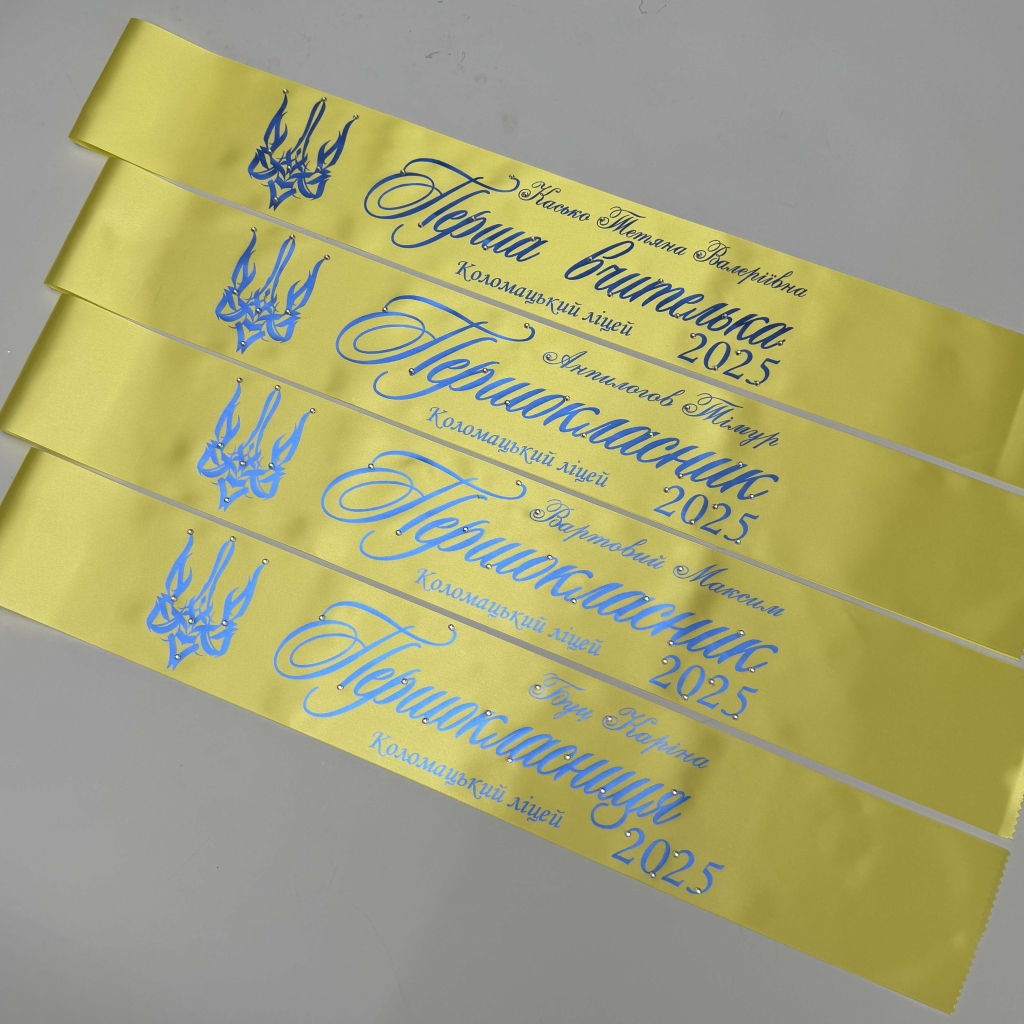 Касько Тетяна Валеріївна
Перша вчителька
Коломацький ліцей
2025
Анпилогов Тімур
Першокласник
Коломацький ліцей
2025
Вартовий Максим
Першокласник
Коломацький ліцей
2025
Буц Каріна
Першокласниця
Коломацький ліцей
2025